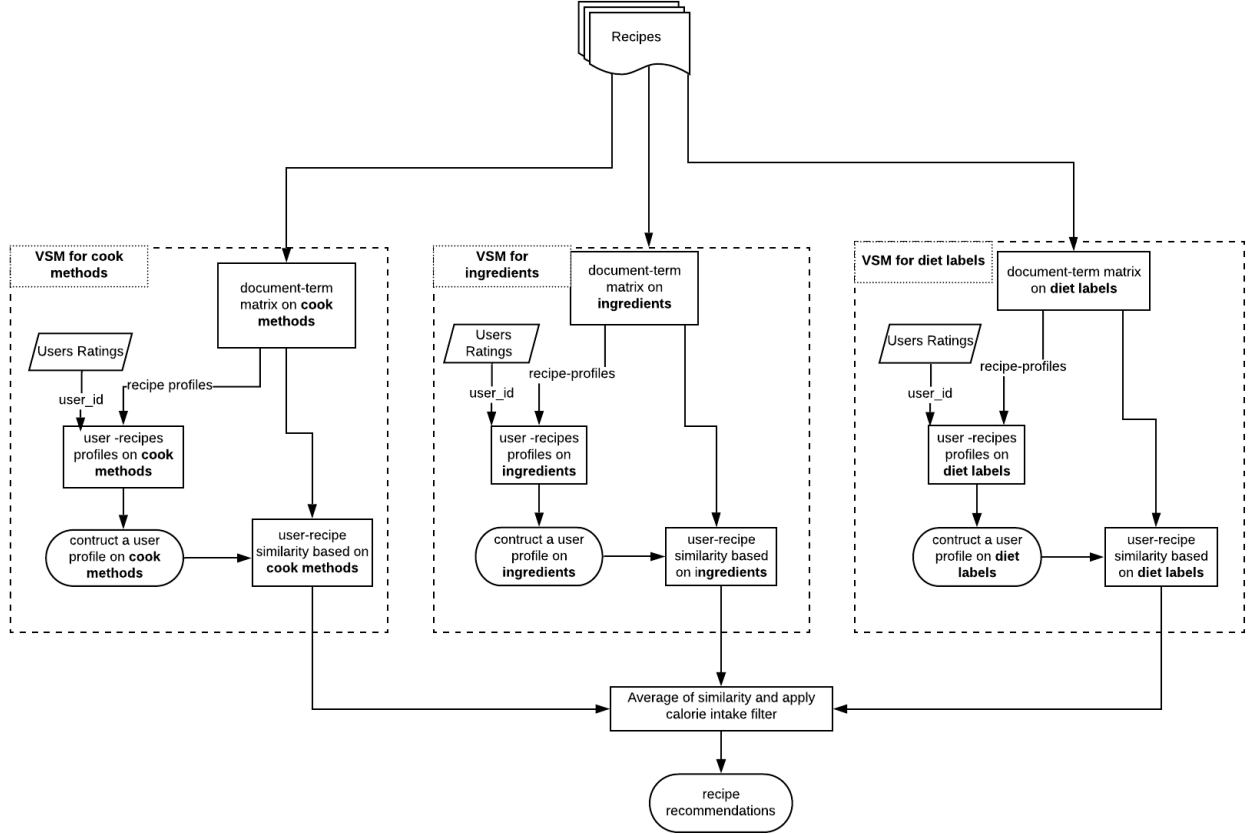 Recipes
VSM for cook
methods
document-term
matrix on cook
methods
Users Ratings
recipe profiles
user_id
user -recipes
profiles on cook
methods
contruct a user
profile on cook
methods
user-recipe
similarity based on
cook methods
VSM for
ingredients
document-term
matrix on
ingredients
Users
Ratings
recipe-profiles
user_id
user -recipes
profiles on
ingredients
contruct a user
profile on
ingredients
user-recipe
similarity based
on ingredients
VSM for diet labels
document-term matrix
on diet labels
Users Ratings
recipe-profiles
user_id
user -recipes
profiles on
diet labels
contruct a user
profile on diet
labels
user-recipe
similarity based
on diet labels
Average of similarity and apply
calorie intake filter
recipe
recommendations